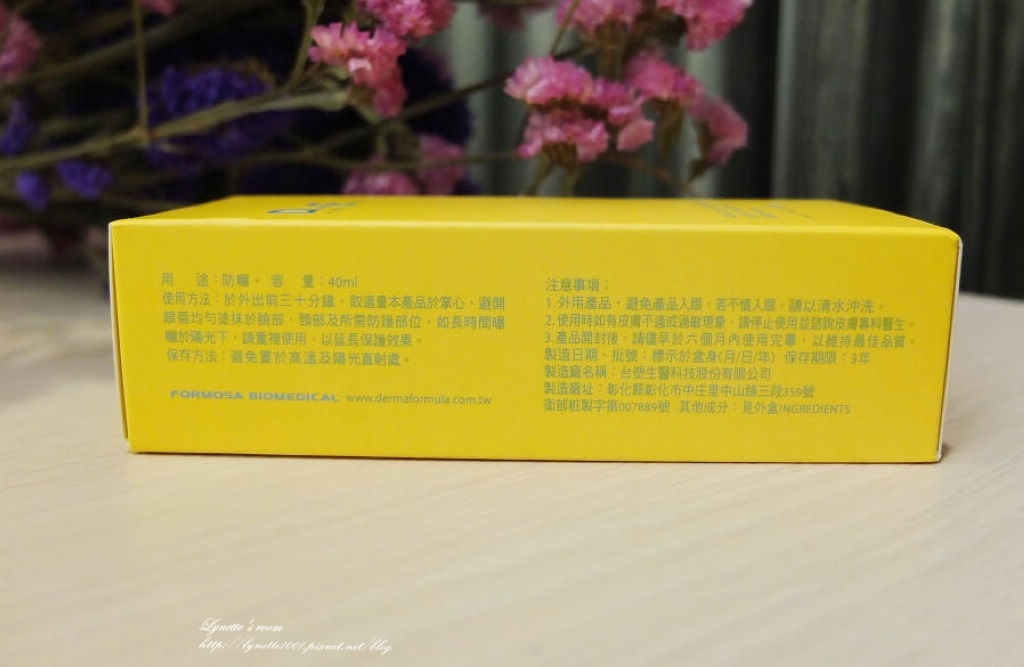 用 途：防曬。 容 量：40ml
使用方法：於外出前三十分鐘，取適量本產品於掌心，避開
眼唇均勻塗抹於臉部、頸部及所需防護部位，如長時間曝
曬於陽光下，請重複使用，以延長保護效果。
保存方法：避免置於高溫及陽光直射處。
FORMOSA BIOMEDICAL www.dermaformula.com.tw
注意事項：
1.外用產品，避免產品入眼，若不慎入眼，請以清水沖洗。
2.使用時如有皮膚不適或過敏現象，請停止使用並諮詢皮膚專科醫生。
3.產品開封後，請儘早於六個月內使用完畢，以維持最佳品質。
製造日期、批號：標示於盒身(月/日/年) 保存期限：3年
製造廠名稱：台塑生醫科技股份有限公司
製造廠址：彰化縣彰化市中庄里中山路三段359號
衛部粧製字第007889號 其他成分：見外盒INGREDIENTS
Lynette's room
http://lynette1001.pixnet.net/blog